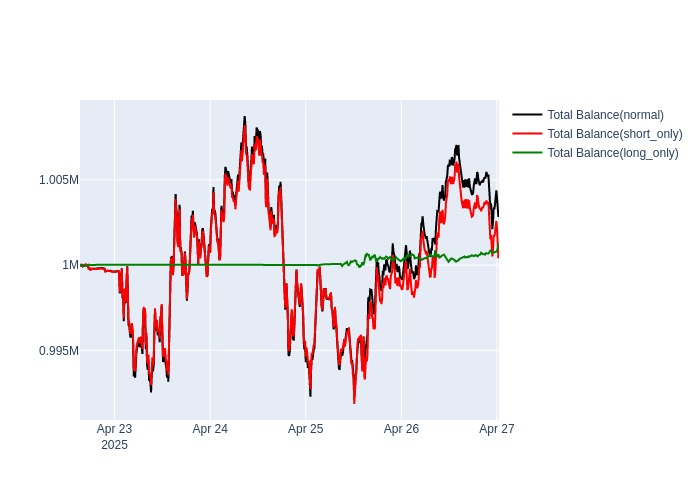 Total Balance(normal)
Total Balance(short_only)
Total Balance(long_only)
1.005M
1M
0.995M
Apr 23
2025
Apr 24
Apr 25
Apr 26
Apr 27